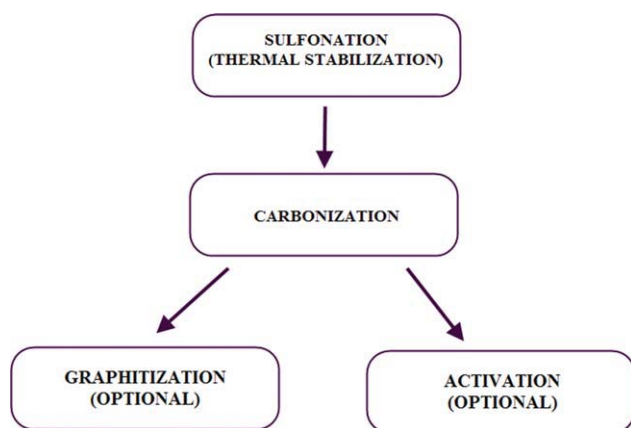 SULFONATION
(THERMAL STABILIZATION)
CARBONIZATION
GRAPHITIZATION
(OPTIONAL)
ACTIVATION
(OPTIONAL)